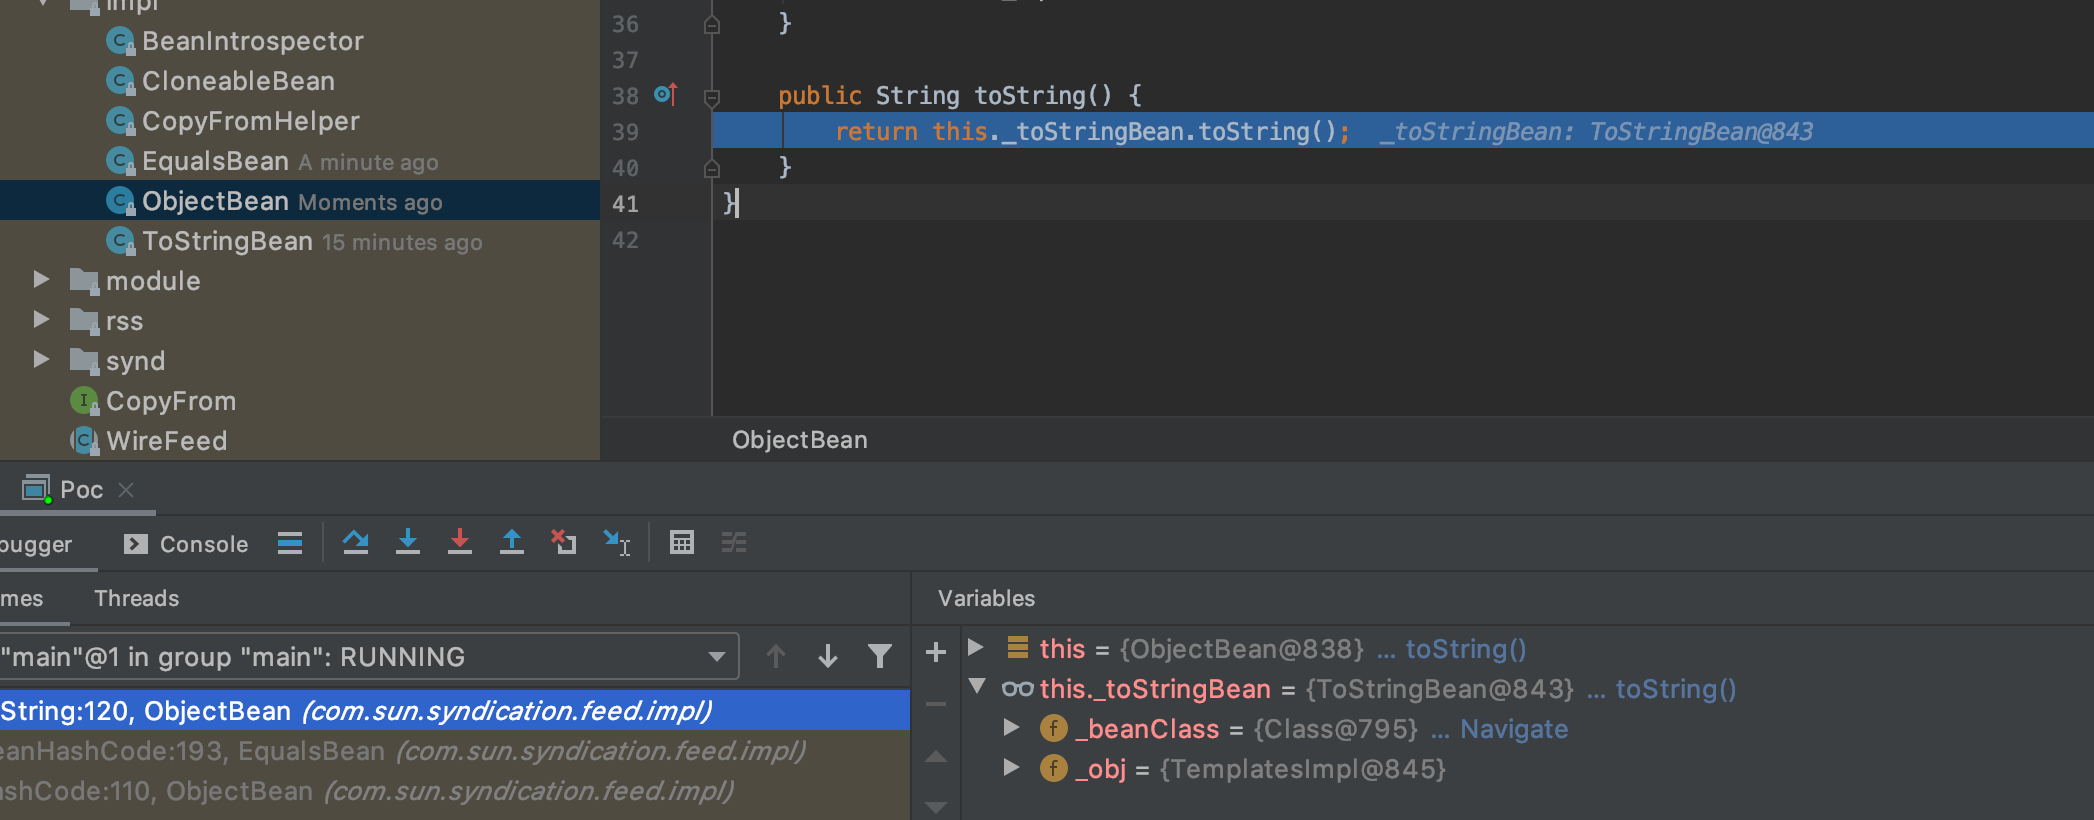 impl
BeanIntrospector
CloneableBean
CopyFromHelper
EqualsBean A minute ago
ObjectBean Moments ago
ToStringBean 15 minutes ago
module
rss
synd
CopyFrom
WireFeed
36 }
37
38 public String toString() {
39 return this._toStringBean.toString(); _toStringBean: ToStringBean@843
40 }
41 }
42
ObjectBean
Poc
bugger Console
mes Threads
"main"@1 in group "main": RUNNING
String:120, ObjectBean (com.sun.syndication.feed.impl)
eanHashCode:193, EqualsBean (com.sun.syndication.feed.impl)
ashCode:110, ObjectBean (com.sun.syndication.feed.impl)
Variables
this = {ObjectBean@838} ... toString()
this._toStringBean = {ToStringBean@843} ... toString()
_beanClass = {Class@795} ... Navigate
_obj = {TemplatesImpl@845}